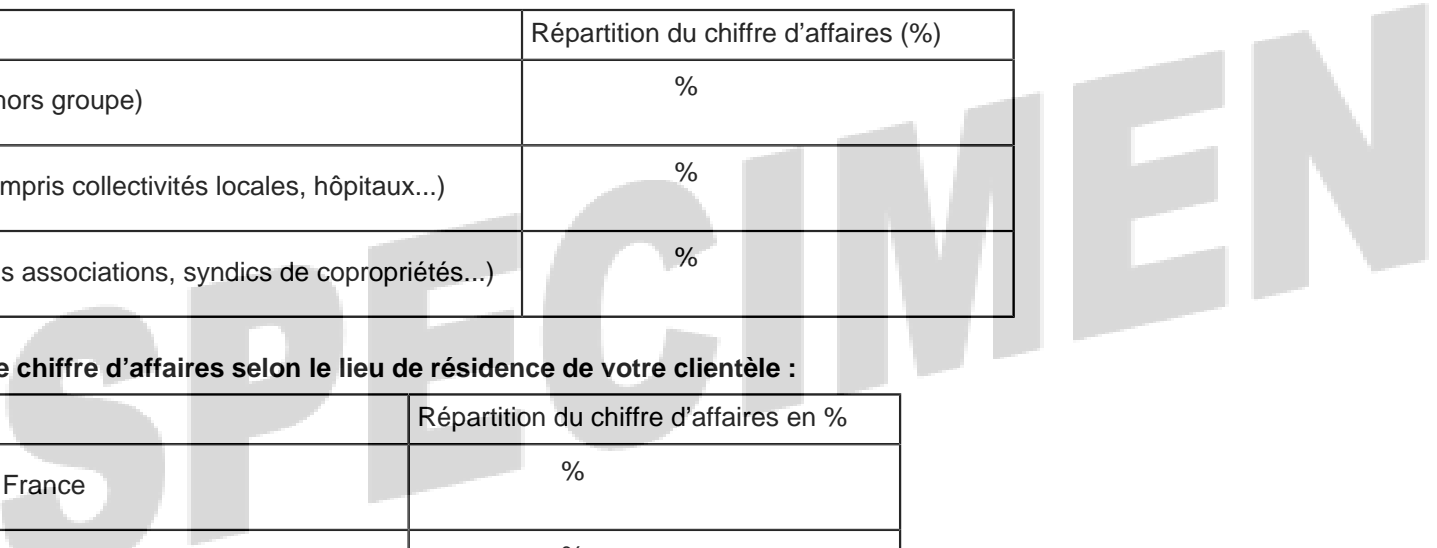 Répartition du chiffre d'affaires (%)
hors groupe) %
mpris collectivités locales, hôpitaux...) %
s associations, syndics de copropriétés...) %
e chiffre d'affaires selon le lieu de résidence de votre clientèle :
Répartition du chiffre d'affaires en %
France %
%
SPECIMEN